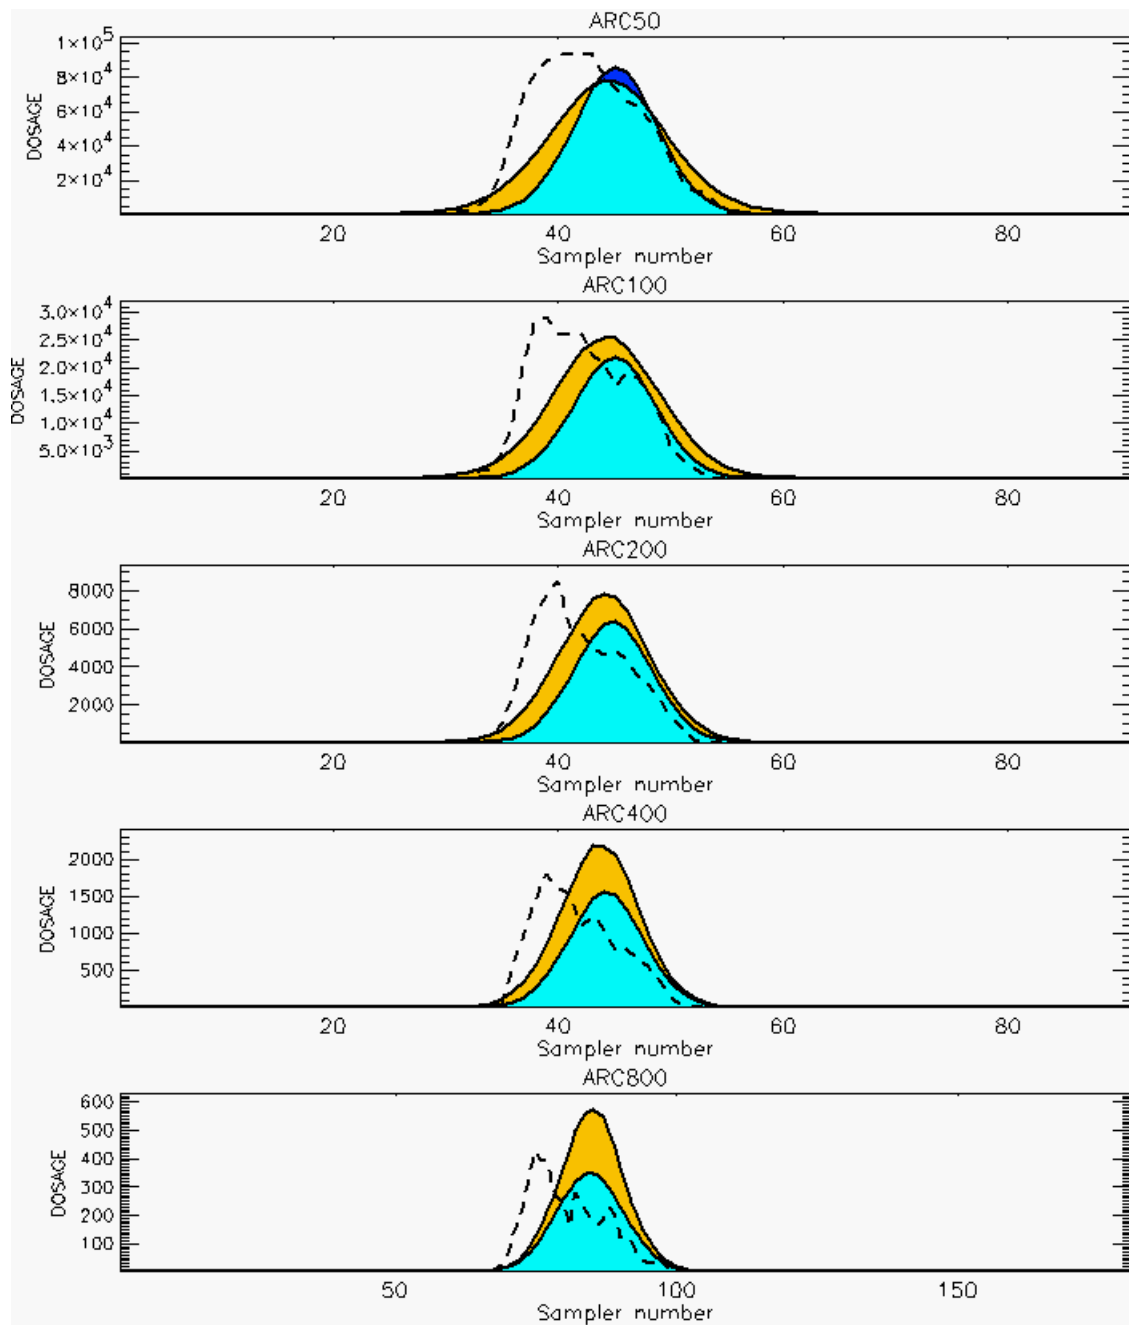 ARC50
1×10⁵
8×10⁴
6×10⁴
4×10⁴
2×10⁴
DOSAGE
20 40 60 80
Sampler number
ARC100
3.0×10⁴
2.5×10⁴
2.0×10⁴
1.5×10⁴
1.0×10⁴
5.0×10³
DOSAGE
20 40 60 80
Sampler number
ARC200
8000
6000
4000
2000
DOSAGE
20 40 60 80
Sampler number
ARC400
2000
1500
1000
500
DOSAGE
20 40 60 80
Sampler number
ARC800
600
500
400
300
200
100
DOSAGE
50 100 150
Sampler number